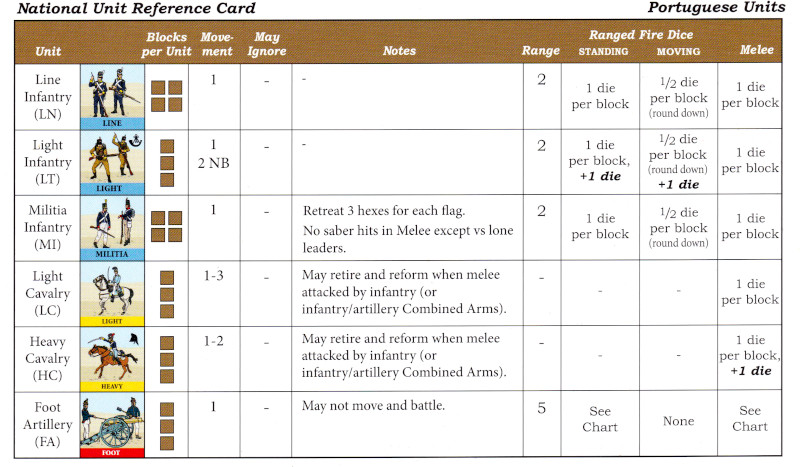 National Unit Reference Card
Portuguese Units
Unit
Blocks per Unit
Move-ment
May Ignore
Notes
Range
Ranged Fire Dice
STANDING
MOVING
Melee
Line
Infantry
(LN)
LINE
1
-
-
2
1 die
per block
1/2 die
per block
(round down)
1 die
per block
Light
Infantry
(LT)
LIGHT
1
2 NB
-
-
2
1 die
per block,
+1 die
1/2 die
per block
(round down)
+1 die
1 die
per block
Militia
Infantry
(MI)
MILITIA
1
-
Retreat 3 hexes for each flag.
No saber hits in Melee except vs lone
leaders.
2
1 die
per block
1/2 die
per block
(round down)
1 die
per block
Light
Cavalry
(LC)
LIGHT
1-3
-
May retire and reform when melee
attacked by infantry (or
infantry/artillery Combined Arms).
-
-
-
1 die
per block
Heavy
Cavalry
(HC)
HEAVY
1-2
-
May retire and reform when melee
attacked by infantry (or
infantry/artillery Combined Arms).
-
-
-
1 die
per block,
+1 die
Foot
Artillery
(FA)
FOOT
1
-
May not move and battle.
5
See
Chart
None
See
Chart